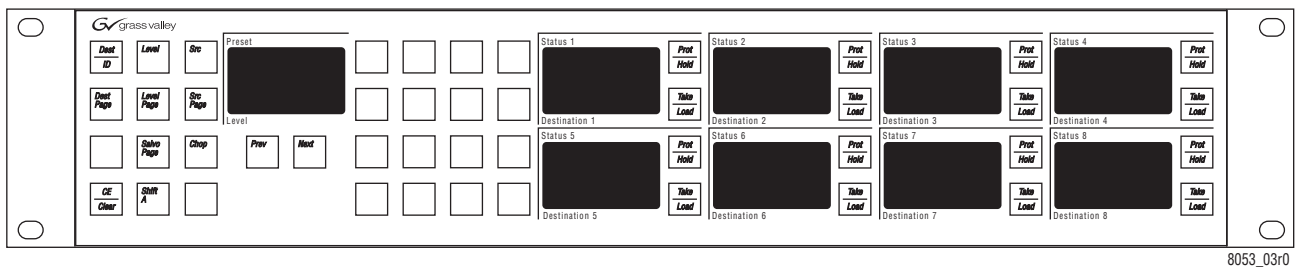 GV grass valley
Dest
ID
Level
Src
Preset
Status 1
Prot
Hold
Status 2
Prot
Hold
Status 3
Prot
Hold
Status 4
Prot
Hold
Dest
Page
Level
Page
Src
Page
Level
Take
Load
Destination 1
Take
Load
Destination 2
Take
Load
Destination 3
Take
Load
Destination 4
Salvo
Page
Chop
Prev
Next
Status 5
Prot
Hold
Status 6
Prot
Hold
Status 7
Prot
Hold
Status 8
Prot
Hold
CE
Clear
Shift
A
Destination 5
Take
Load
Destination 6
Take
Load
Destination 7
Take
Load
Destination 8
Take
Load
8053_03r0